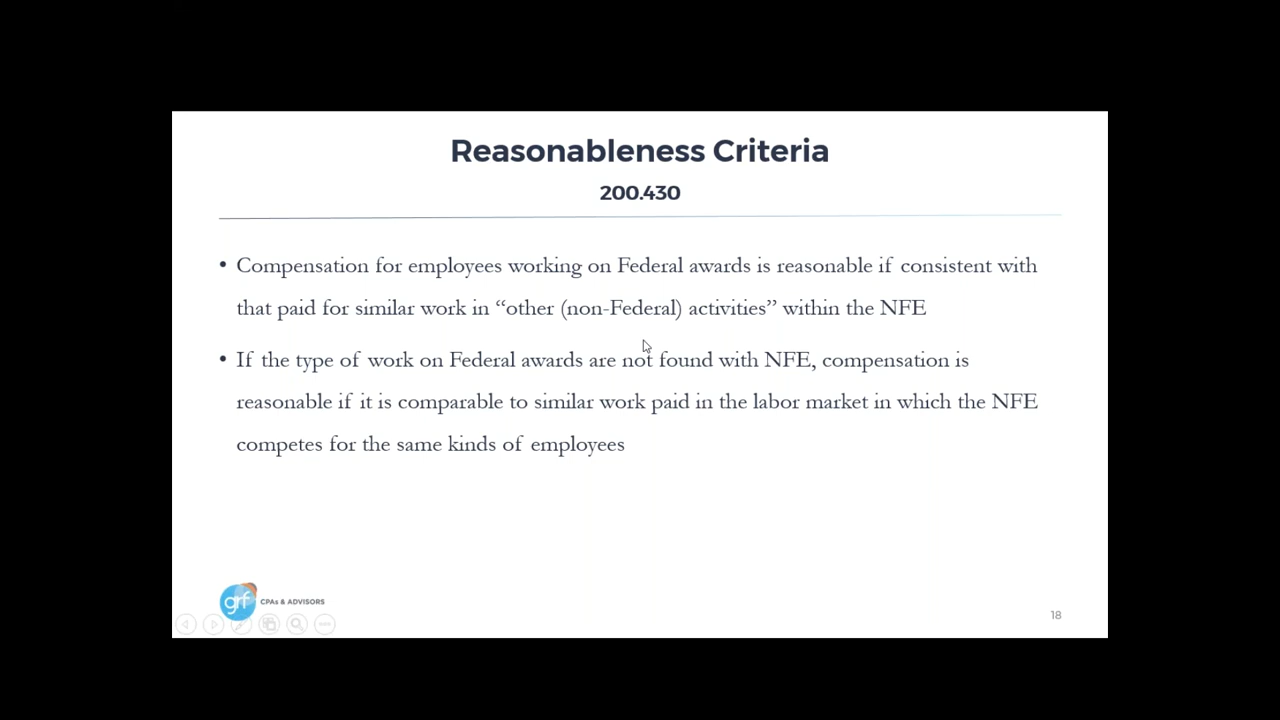 Reasonableness Criteria
200.430
• Compensation for employees working on Federal awards is reasonable if consistent with
that paid for similar work in “other (non-Federal) activities” within the NFE
• If the type of work on Federal awards are not found with NFE, compensation is
reasonable if it is comparable to similar work paid in the labor market in which the NFE
competes for the same kinds of employees
grf CPAs & ADVISORS
18